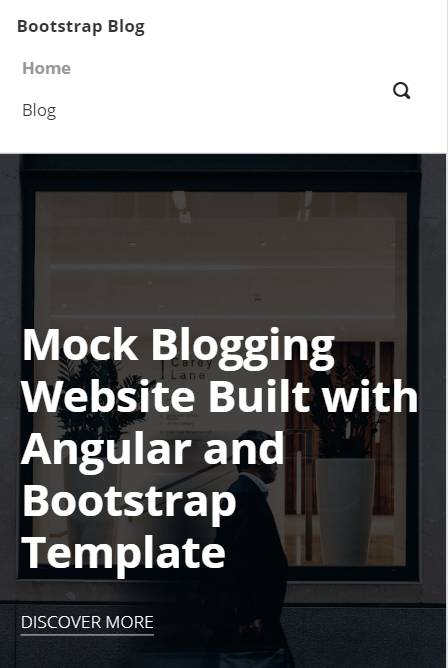 Bootstrap Blog
Home
Blog
Carey
Lane
Mock Blogging
Website Built with
Angular and
Bootstrap
Template
DISCOVER MORE